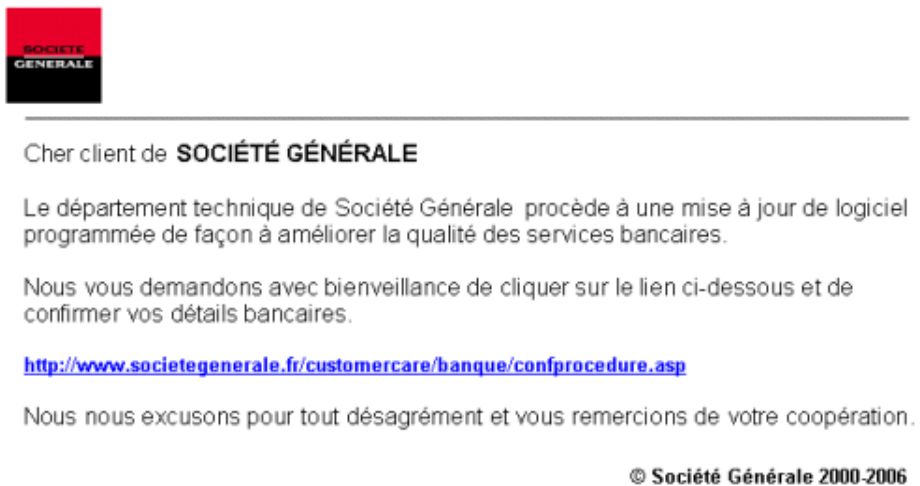 SOCIETE
GENERALE
Cher client de SOCIÉTÉ GÉNÉRALE
Le département technique de Société Générale procède à une mise à jour de logiciel
programmée de façon à améliorer la qualité des services bancaires.
Nous vous demandons avec bienveillance de cliquer sur le lien ci-dessous et de
confirmer vos détails bancaires.
http://www.societegenerale.fr/customercare/banque/confprocedure.asp
Nous nous excusons pour tout désagrément et vous remercions de votre coopération.
© Société Générale 2000-2006